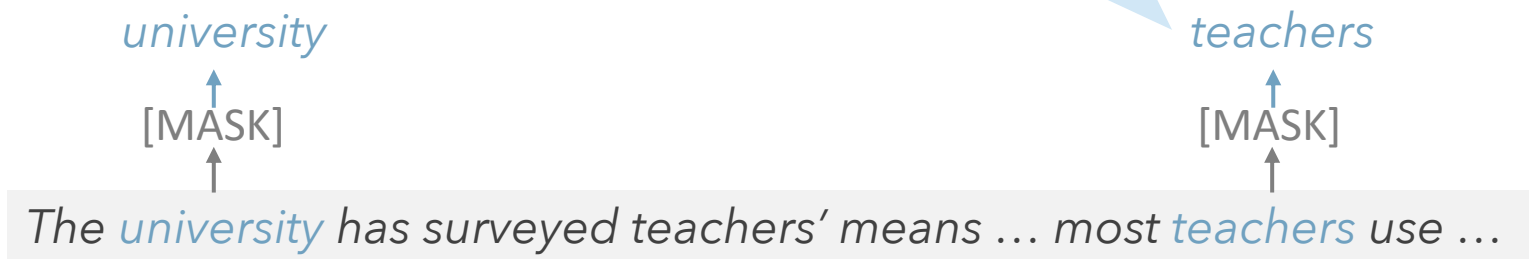 university teachers
[MASK] [MASK]
The university has surveyed teachers’ means … most teachers use …